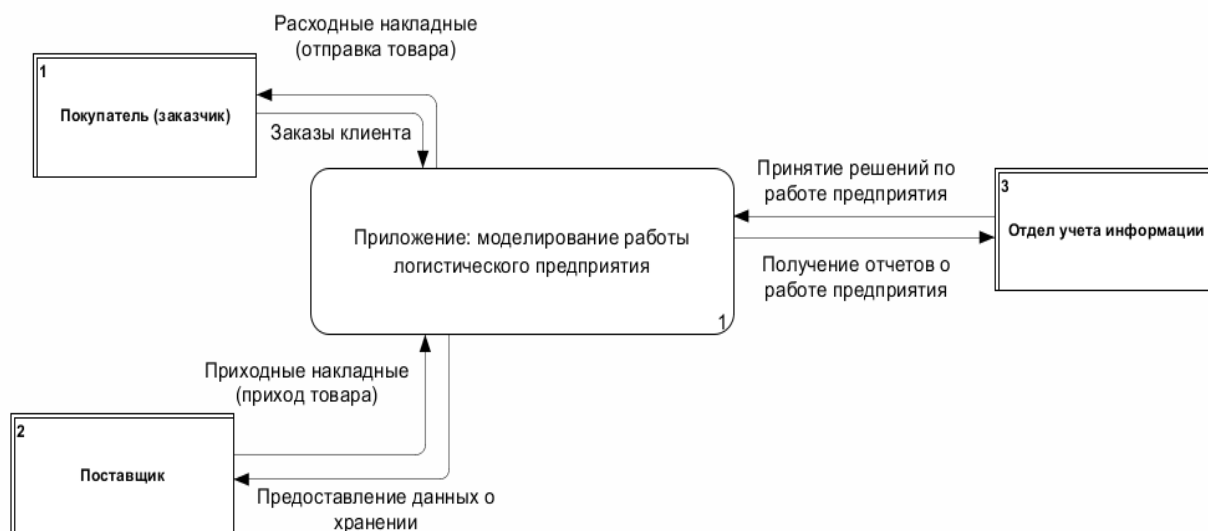 Расходные накладные
(отправка товара)
1
Покупатель (заказчик)
Заказы клиента
Принятие решений по
работе предприятия
3
Отдел учета информации
Приложение: моделирование работы
логистического предприятия
1
Получение отчетов о
работе предприятия
Приходные накладные
(приход товара)
2
Поставщик
Предоставление данных о
хранении